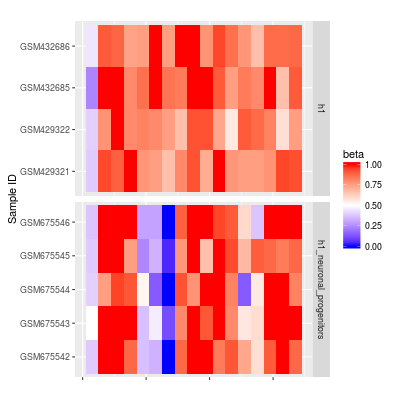 Sample ID
GSM432686
GSM432685
GSM429322
GSM429321
h1
GSM675546
GSM675545
GSM675544
GSM675543
GSM675542
h1_neuronal_progenitors
beta
1.00
0.75
0.50
0.25
0.00